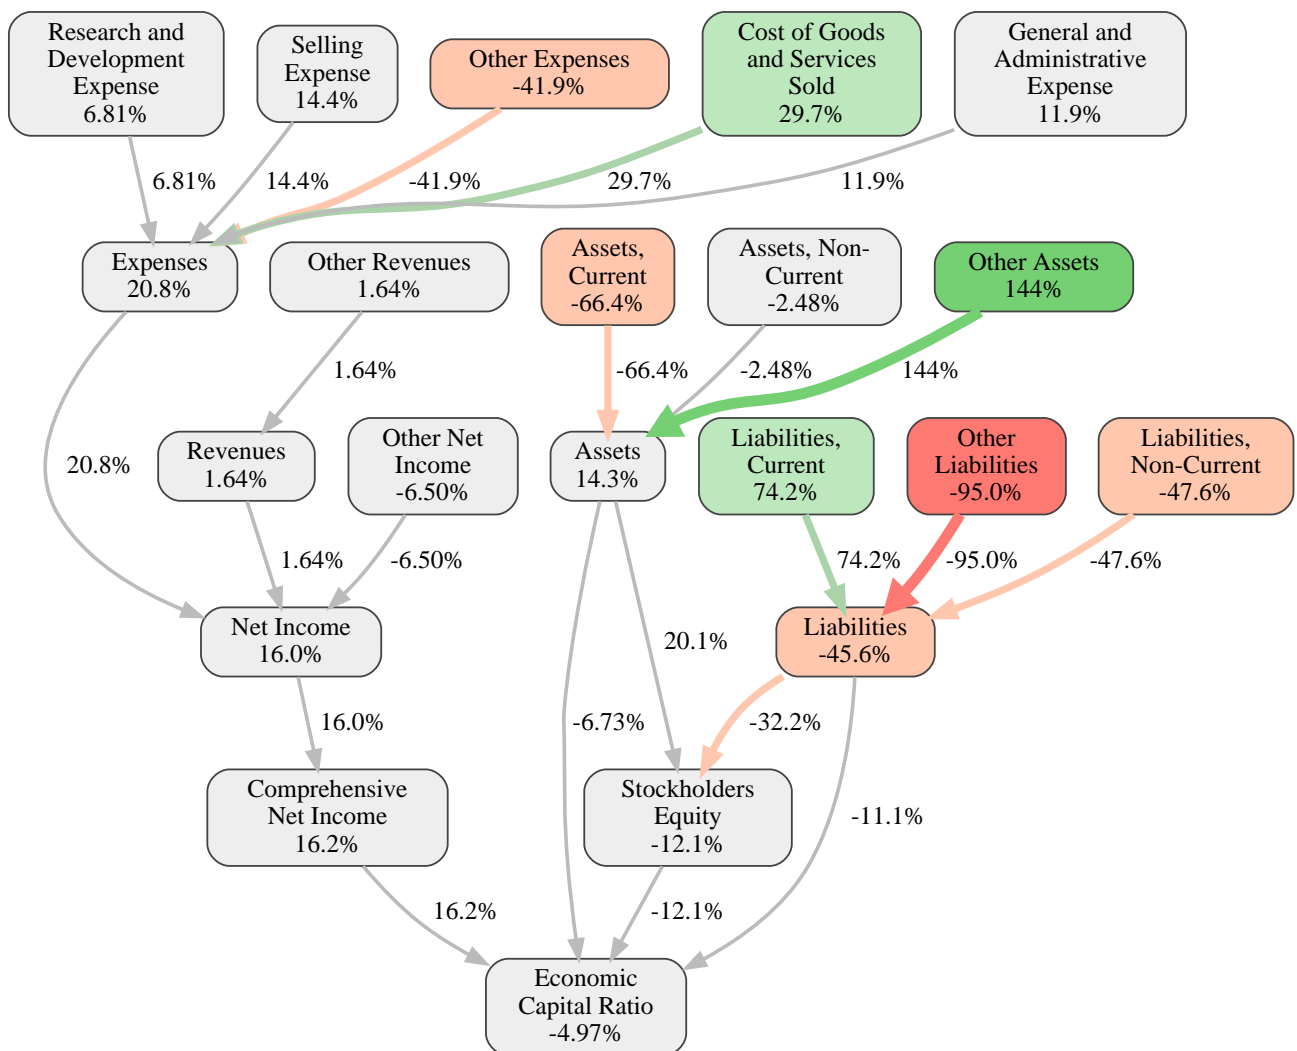 Research and
Development
Expense
6.81%
Selling
Expense
14.4%
Other Expenses
-41.9%
Cost of Goods
and Services
Sold
29.7%
General and
Administrative
Expense
11.9%
6.81%
14.4%
-41.9%
29.7%
11.9%
Expenses
20.8%
Other Revenues
1.64%
Assets,
Current
-66.4%
Assets, Non-
Current
-2.48%
Other Assets
144%
1.64%
-66.4%
-2.48%
144%
20.8%
Revenues
1.64%
Other Net
Income
-6.50%
Assets
14.3%
Liabilities,
Current
74.2%
Other
Liabilities
-95.0%
Liabilities,
Non-Current
-47.6%
1.64%
-6.50%
74.2%
-95.0%
-47.6%
Net Income
16.0%
20.1%
Liabilities
-45.6%
16.0%
-6.73%
-32.2%
Comprehensive
Net Income
16.2%
Stockholders
Equity
-12.1%
-11.1%
16.2%
-12.1%
Economic
Capital Ratio
-4.97%